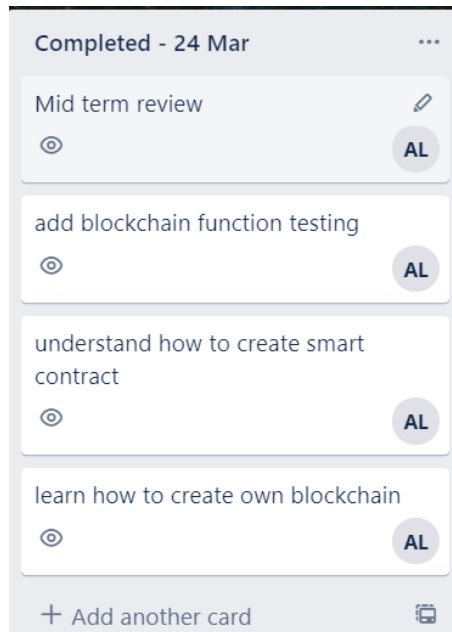 Completed - 24 Mar
Mid term review
AL
add blockchain function testing
AL
understand how to create smart
contract
AL
learn how to create own blockchain
AL
+ Add another card